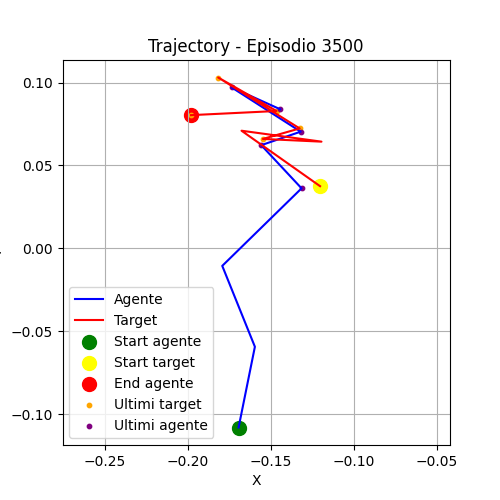 Trajectory - Episodio 3500
0.10
0.05
0.00
−0.05
−0.10
Agente
Target
Start agente
Start target
End agente
Ultimi target
Ultimi agente
−0.25
−0.20
−0.15
−0.10
−0.05
X